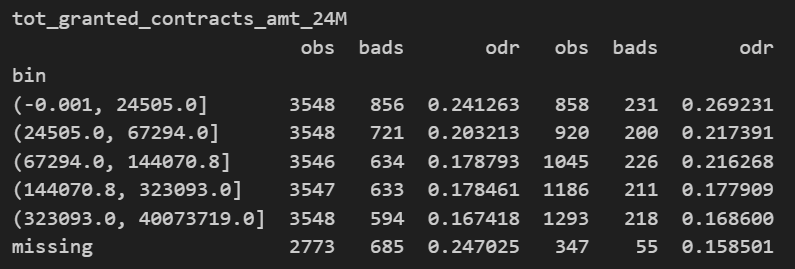 tot_granted_contracts_amt_24M
obs bads odr obs bads odr
bin
(-0.001, 24505.0] 3548 856 0.241263 858 231 0.269231
(24505.0, 67294.0] 3548 721 0.203213 920 200 0.217391
(67294.0, 144070.8] 3546 634 0.178793 1045 226 0.216268
(144070.8, 323093.0] 3547 633 0.178461 1186 211 0.177909
(323093.0, 40073719.0] 3548 594 0.167418 1293 218 0.168600
missing 2773 685 0.247025 347 55 0.158501